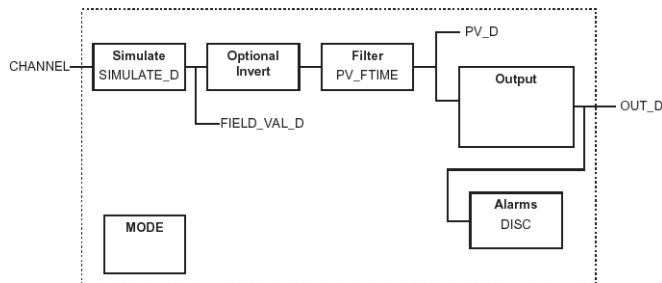 PV_D
CHANNEL
Simulate
SIMULATE_D
Optional
Invert
Filter
PV_FTIME
Output
OUT_D
FIELD_VAL_D
MODE
Alarms
DISC